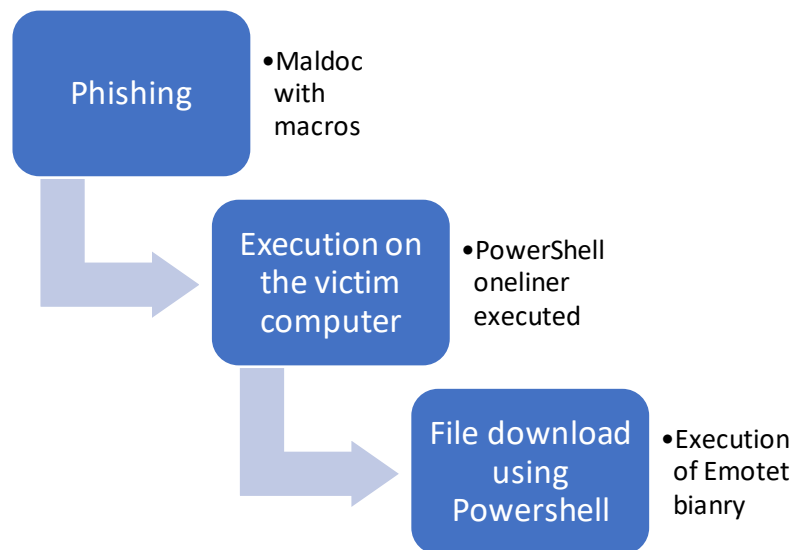 Phishing
•Maldoc
with
macros
Execution on
the victim
computer
•PowerShell
oneliner
executed
File download
using
Powershell
•Execution
of Emotet
bianry